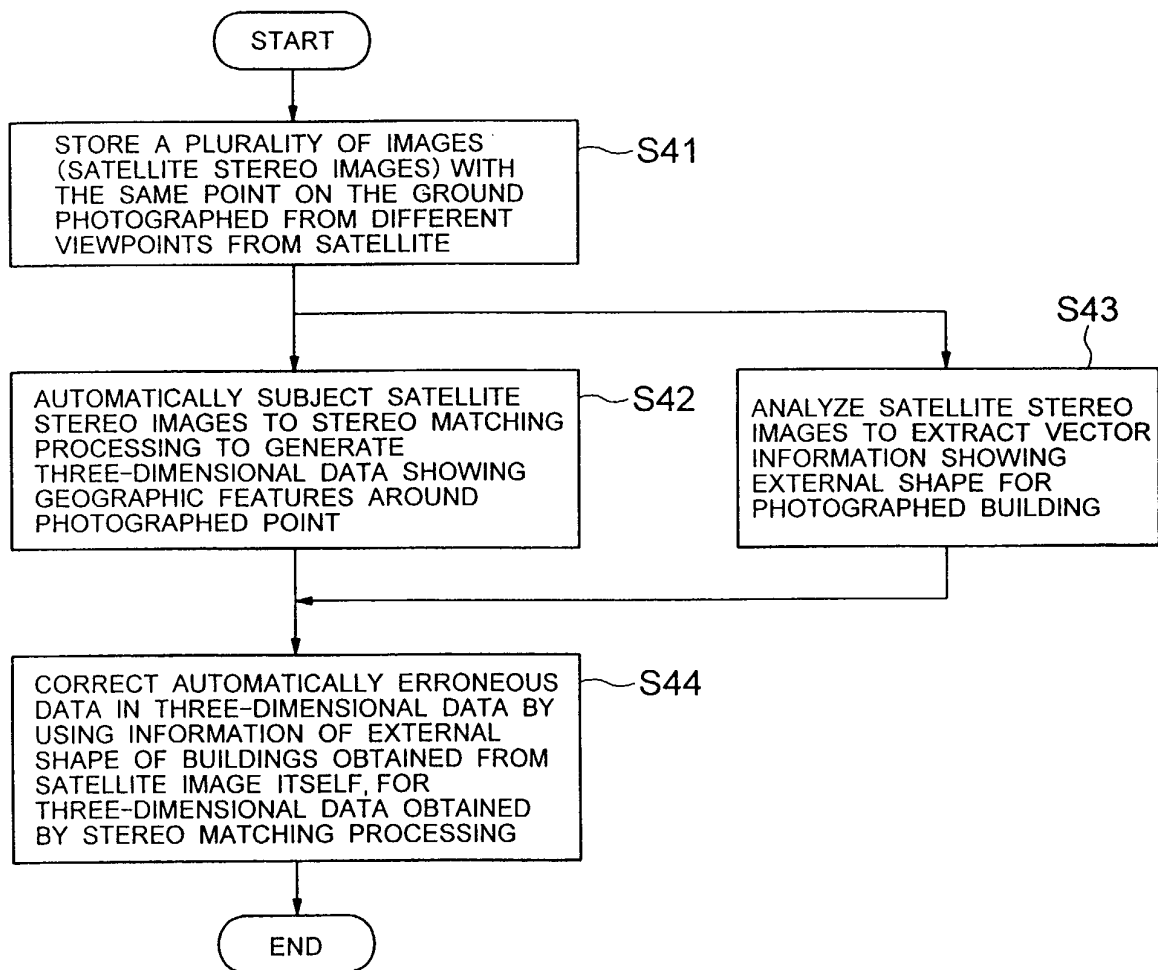 START
STORE A PLURALITY OF IMAGES
(SATELLITE STEREO IMAGES) WITH
THE SAME POINT ON THE GROUND
PHOTOGRAPHED FROM DIFFERENT
VIEWPOINTS FROM SATELLITE
S41
AUTOMATICALLY SUBJECT SATELLITE
STEREO IMAGES TO STEREO MATCHING
PROCESSING TO GENERATE
THREE-DIMENSIONAL DATA SHOWING
GEOGRAPHIC FEATURES AROUND
PHOTOGRAPHED POINT
S42
S43
ANALYZE SATELLITE STEREO
IMAGES TO EXTRACT VECTOR
INFORMATION SHOWING
EXTERNAL SHAPE FOR
PHOTOGRAPHED BUILDING
CORRECT AUTOMATICALLY ERRONEOUS
DATA IN THREE-DIMENSIONAL DATA BY
USING INFORMATION OF EXTERNAL
SHAPE OF BUILDINGS OBTAINED FROM
SATELLITE IMAGE ITSELF, FOR
THREE-DIMENSIONAL DATA OBTAINED
BY STEREO MATCHING PROCESSING
S44
END